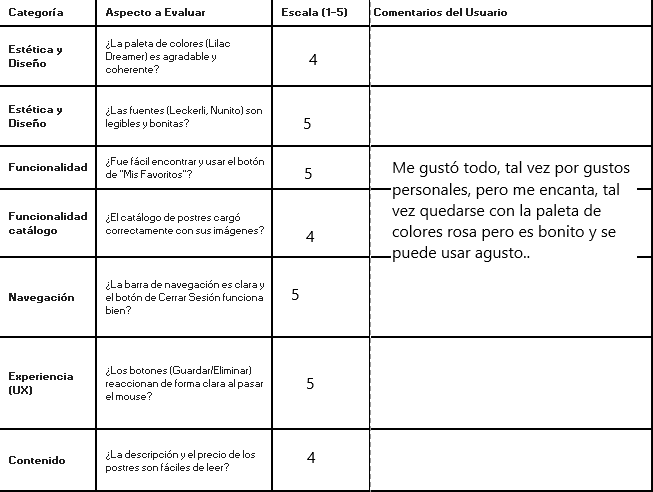 Categoría Aspecto a Evaluar Escala (1-5) Comentarios del Usuario
Estética y
Diseño
¿La paleta de colores (Lilac
Dreamer) es agradable y
coherente?
4
Estética y
Diseño
¿Las fuentes (Leckerli, Nunito) son
legibles y bonitas?
5
Funcionalidad
¿Fue fácil encontrar y usar el botón
de "Mis Favoritos"?
5
Me gustó todo, tal vez por gustos
personales, pero me encanta, tal
vez quedarse con la paleta de
colores rosa pero es bonito y se
puede usar agusto..
Funcionalidad
catálogo
¿El catálogo de postres cargó
correctamente con sus imágenes?
4
Navegación
¿La barra de navegación es clara y
el botón de Cerrar Sesión funciona
bien?
5
Experiencia
(UX)
¿Los botones (Guardar/Eliminar)
reaccionan de forma clara al pasar
el mouse?
5
Contenido
¿La descripción y el precio de los
postres son fáciles de leer?
4